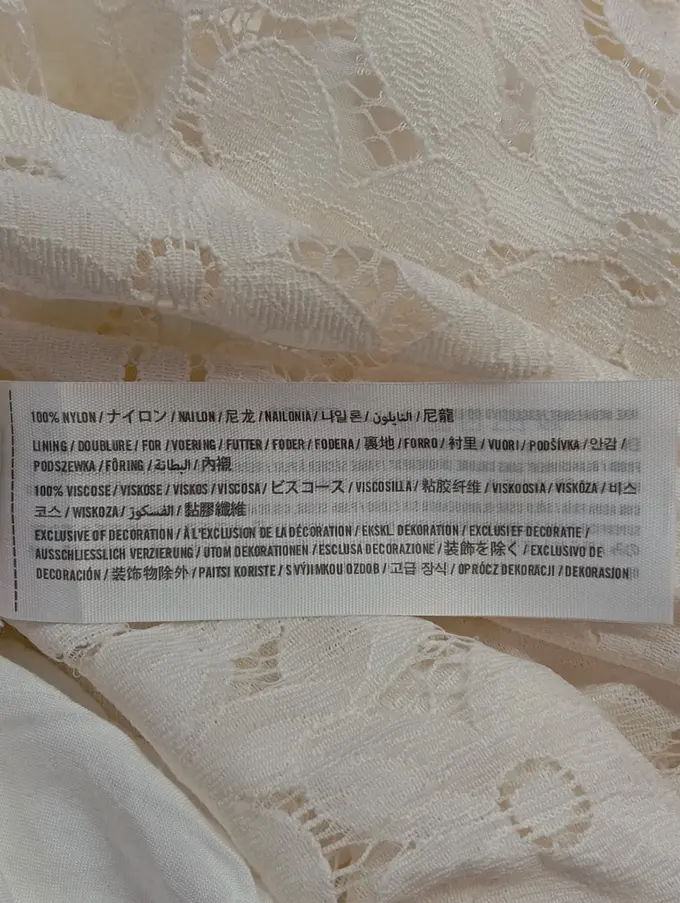 100% NYLON / ナイロン / NAILON / 尼龙 / NAILONIA / 나일론 / النايلون / 尼龍
LINING / DOUBLURE / FOR / VOERING / FUTTER / FODER / FODERA / 裏地 / FORRO / 衬里 / VUORI / PODŠÍVKA / 안감 /
PODSZEWKA / FÔRING / البطانة / 內襯
100% VISCOSE / VISKOSE / VISKOS / VISCOSA / ビスコース / VISCOSILLA / 粘胶纤维 / VISKOOSIA / VISKÓZA / 비스
코스 / WISKOZA / الفسكوز / 黏膠纖維
EXCLUSIVE OF DECORATION / À L'EXCLUSION DE LA DÉCORATION / EKSKL. DEKORATION / EXCLUSIEF DECORATIE /
AUSSCHLIESSLICH VERZIERUNG / UTOM DEKORATIONEN / ESCLUSA DECORAZIONE / 装飾を除く / EXCLUSIVO DE
DECORACIÓN / 装饰物除外 / PAITSI KORISTE / S VÝJIMKOU OZDOB / 고급 장식 / OPRÓCZ DEKORACJI / DEKORASJON